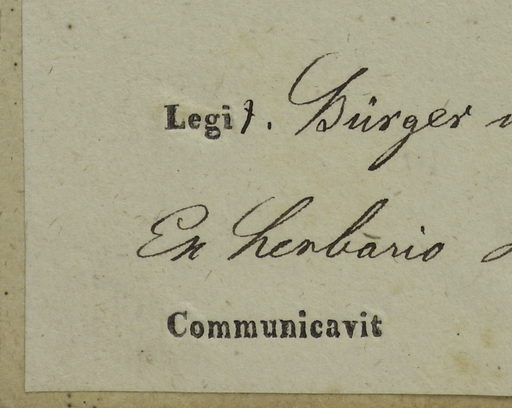 Legit. Bürger
Ex herbario
Communicavit